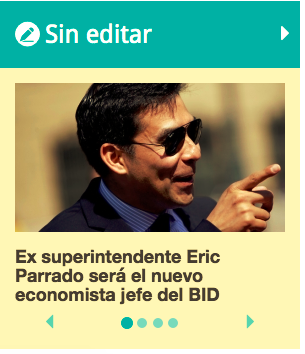 Sin editar
Ex superintendente Eric
Parrado será el nuevo
economista jefe del BID